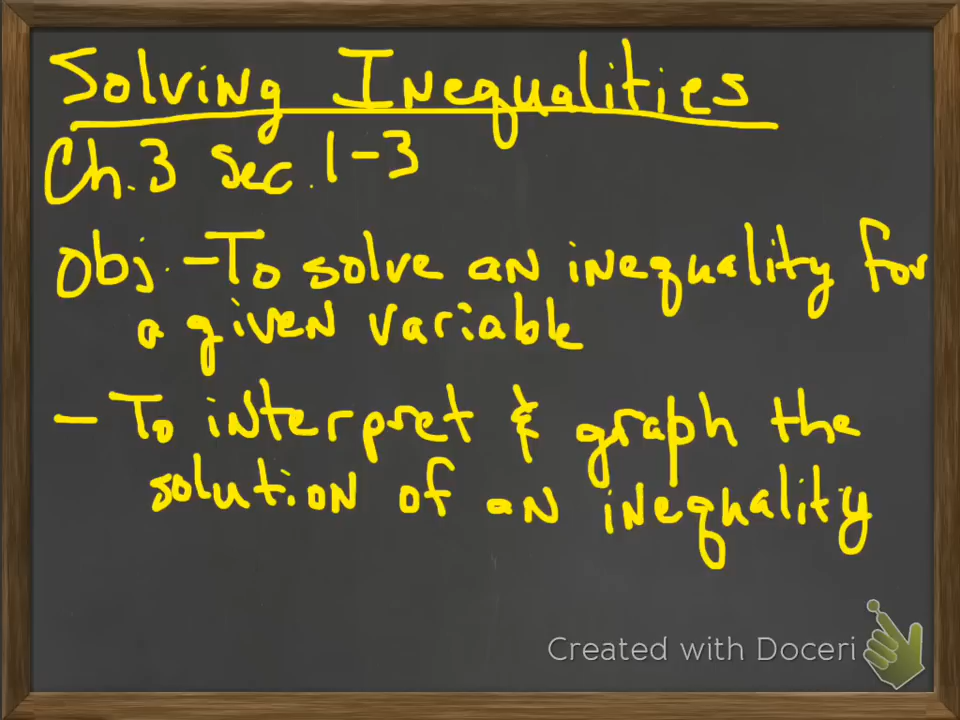 Solving Inequalities
Ch.3 Sec.1-3
Obj. - To solve an inequality for
a given variable
- To interpret & graph the
solution of an inequality
Created with Doceri